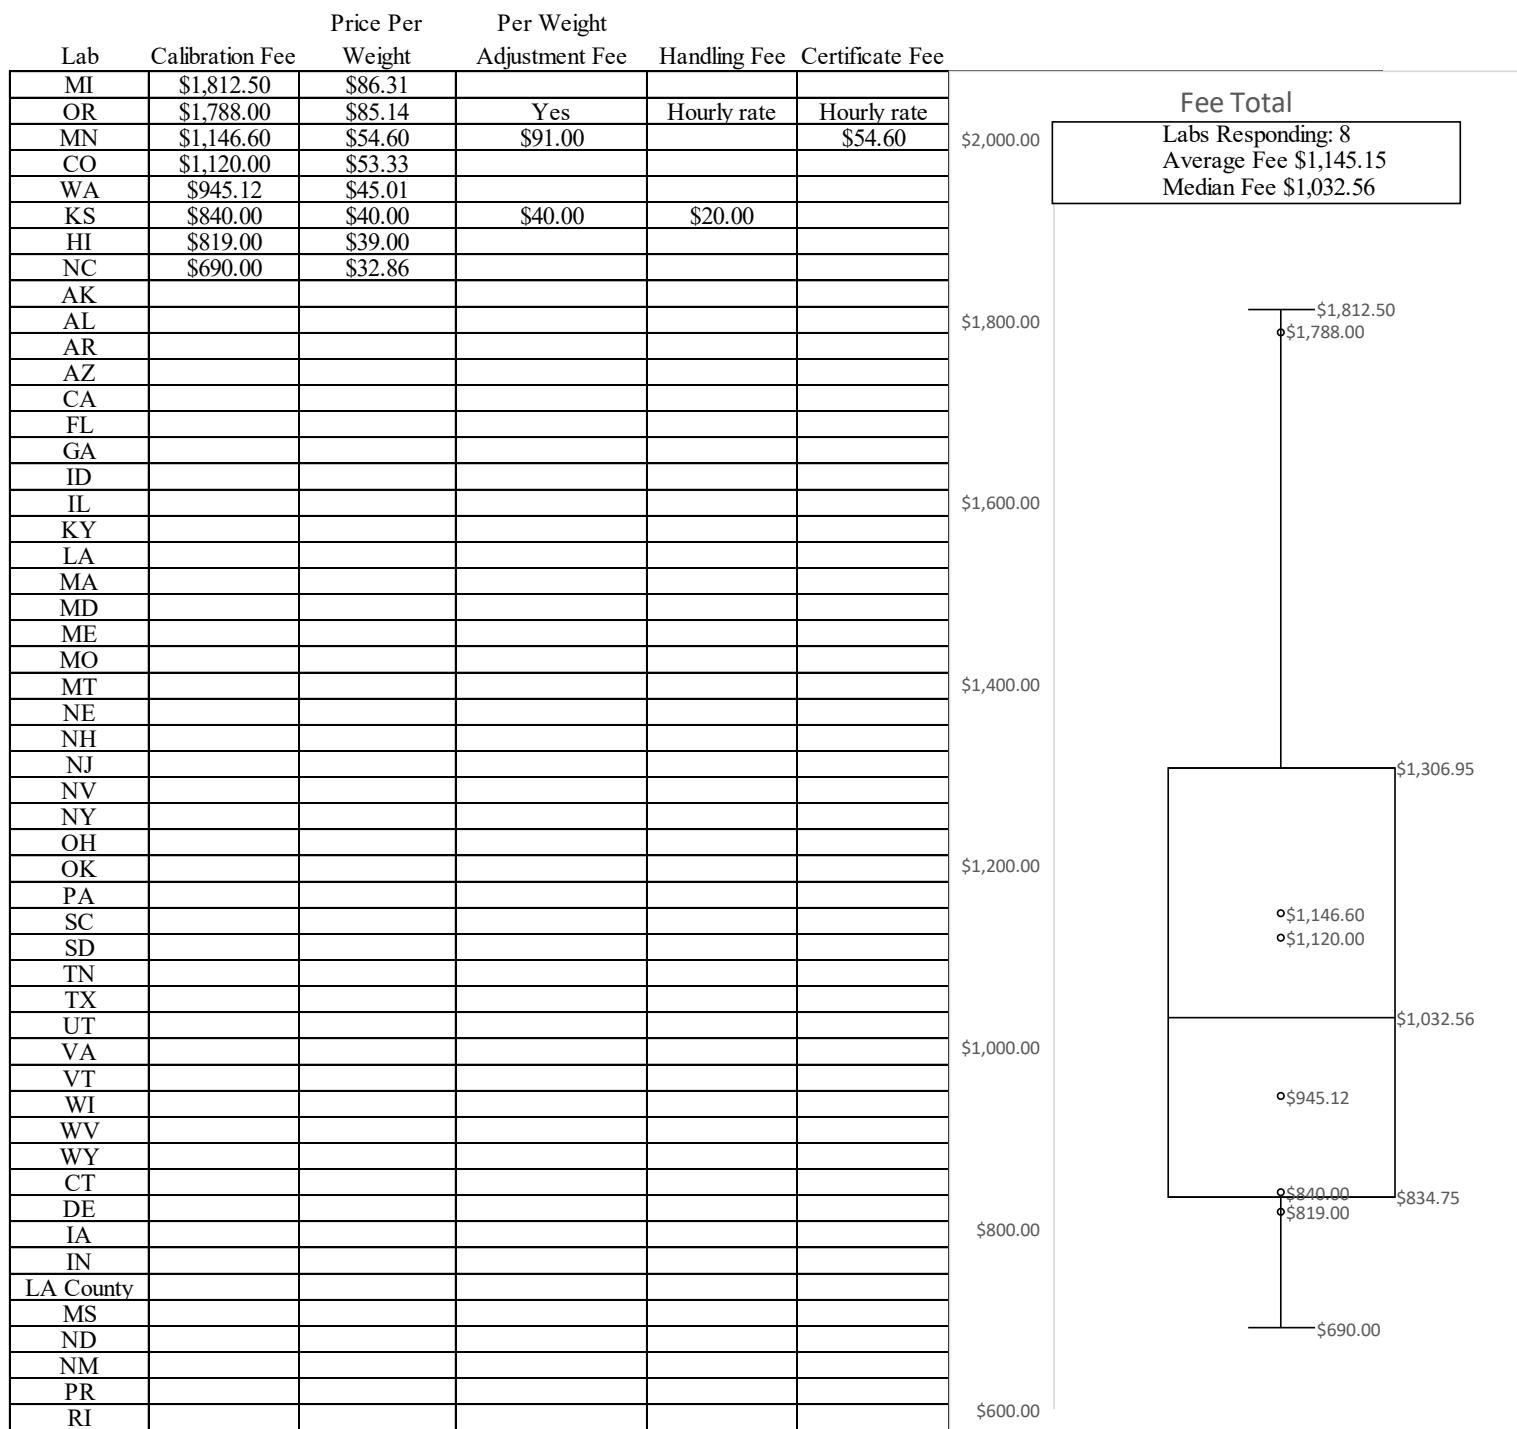 Price Per Per Weight
Lab Calibration Fee Weight Adjustment Fee Handling Fee Certificate Fee
MI $1,812.50 $86.31
OR $1,788.00 $85.14 Yes Hourly rate Hourly rate
MN $1,146.60 $54.60 $91.00 $54.60
CO $1,120.00 $53.33
WA $945.12 $45.01
KS $840.00 $40.00 $40.00 $20.00
HI $819.00 $39.00
NC $690.00 $32.86
AK
AL
AR
AZ
CA
FL
GA
ID
IL
KY
LA
MA
MD
ME
MO
MT
NE
NH
NJ
NV
NY
OH
OK
PA
SC
SD
TN
TX
UT
VA
VT
WI
WV
WY
CT
DE
IA
IN
LA County
MS
ND
NM
PR
RI
Fee Total
Labs Responding: 8
Average Fee $1,145.15
Median Fee $1,032.56
$2,000.00
$1,800.00
$1,600.00
$1,400.00
$1,200.00
$1,000.00
$800.00
$600.00
$1,812.50
$1,788.00
$1,306.95
$1,146.60
$1,120.00
$1,032.56
$945.12
$840.00
$834.75
$819.00
$690.00